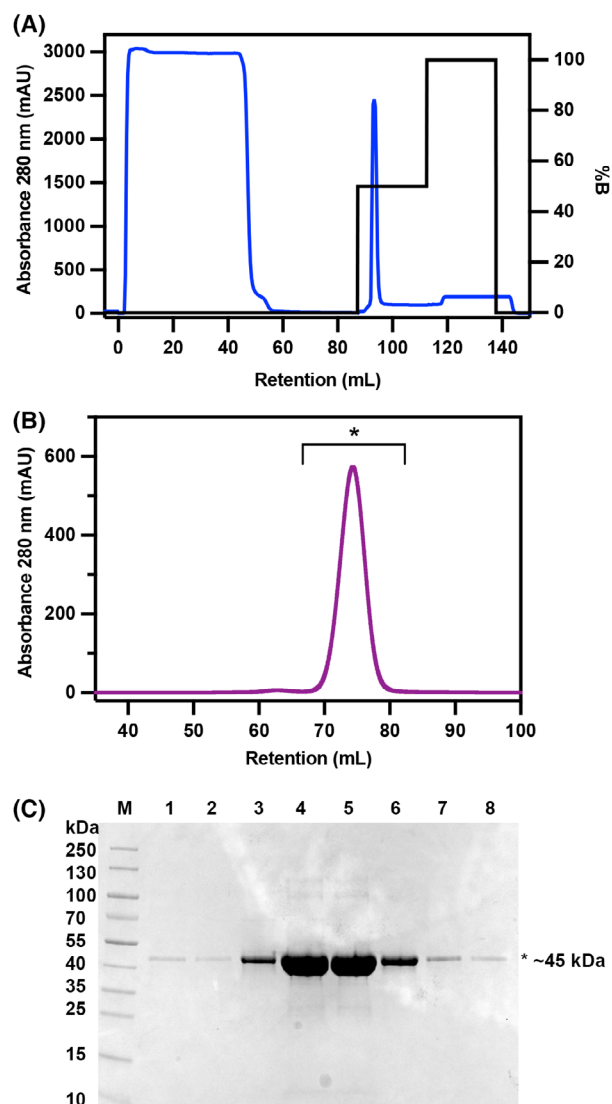 (A)
3000
2500
2000
1500
1000
500
0
Absorbance 280 nm (mAU)
100
80
60
40
20
0
%B
0 20 40 60 80 100 120 140
Retention (mL)
(B)
*
600
400
200
0
Absorbance 280 nm (mAU)
40 50 60 70 80 90 100
Retention (mL)
(C)
M 1 2 3 4 5 6 7 8
kDa
250
130
100
70
55
40
35
25
15
10
* ~45 kDa